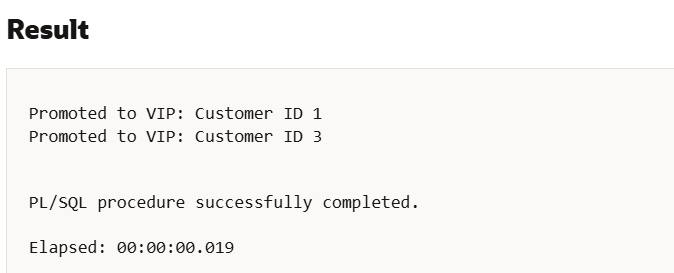 Result
Promoted to VIP: Customer ID 1
Promoted to VIP: Customer ID 3
PL/SQL procedure successfully completed.
Elapsed: 00:00:00.019